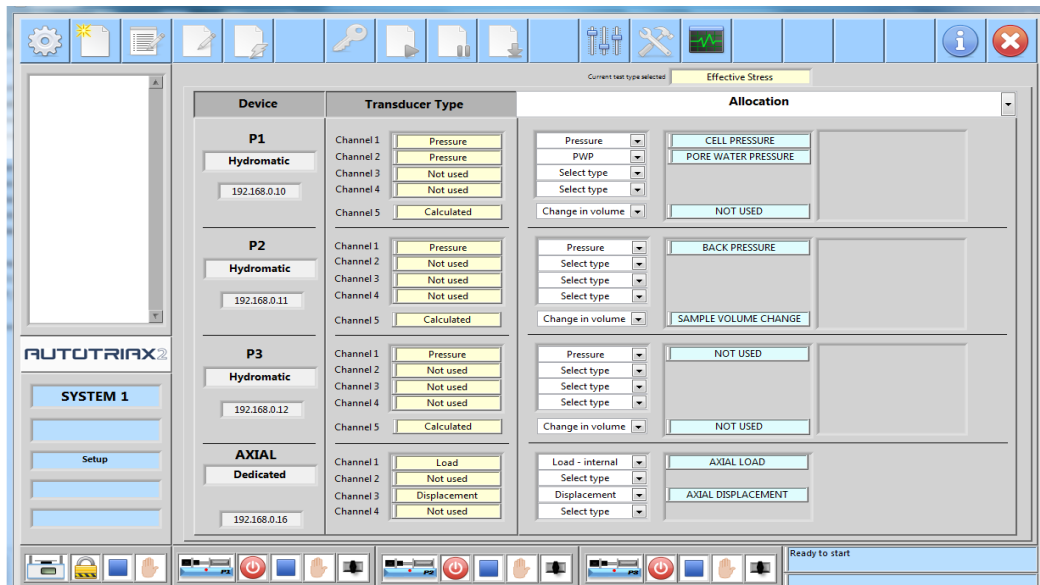 Current test type selected Effective Stress
Device Transducer Type Allocation
P1
Hydromatic
192.168.0.10
Channel 1 Pressure Pressure CELL PRESSURE
Channel 2 Pressure PWP PORE WATER PRESSURE
Channel 3 Not used Select type
Channel 4 Not used Select type
Channel 5 Calculated Change in volume NOT USED
P2
Hydromatic
192.168.0.11
Channel 1 Pressure Pressure BACK PRESSURE
Channel 2 Not used Select type
Channel 3 Not used Select type
Channel 4 Not used Select type
Channel 5 Calculated Change in volume SAMPLE VOLUME CHANGE
P3
Hydromatic
192.168.0.12
Channel 1 Pressure Pressure NOT USED
Channel 2 Not used Select type
Channel 3 Not used Select type
Channel 4 Not used Select type
Channel 5 Calculated Change in volume NOT USED
AXIAL
Dedicated
192.168.0.16
Channel 1 Load Load - internal AXIAL LOAD
Channel 2 Not used Select type
Channel 3 Displacement Displacement AXIAL DISPLACEMENT
Channel 4 Not used Select type
AUTOTRIAX2
SYSTEM 1
Setup
P1
P2
P3
Ready to start